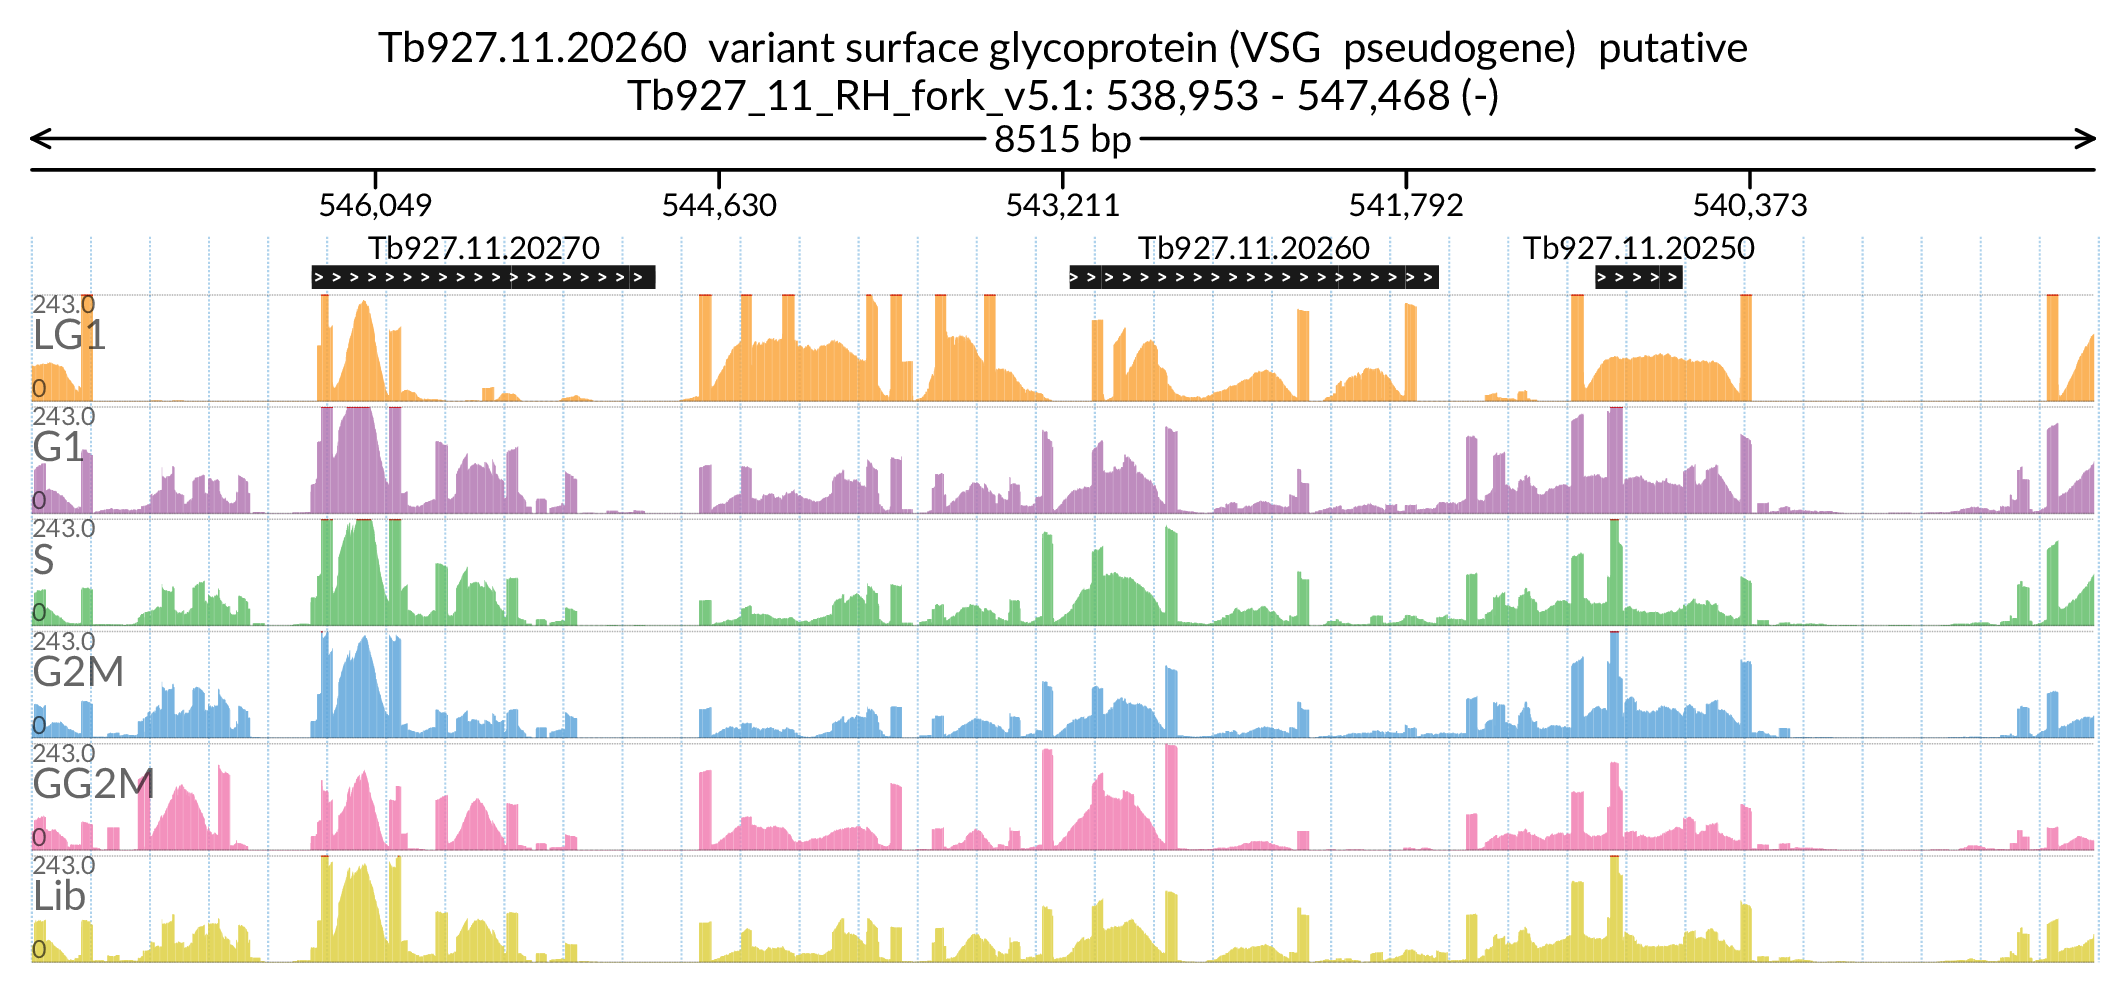 Tb927.11.20260 variant surface glycoprotein (VSG pseudogene) putative
Tb927_11_RH_fork_v5.1: 538,953 - 547,468 (-)
8515 bp
546,049 544,630 543,211 541,792 540,373
Tb927.11.20270 Tb927.11.20260 Tb927.11.20250
243.0
LG1
0
243.0
G1
0
243.0
S
0
243.0
G2M
0
243.0
GG2M
0
243.0
Lib
0